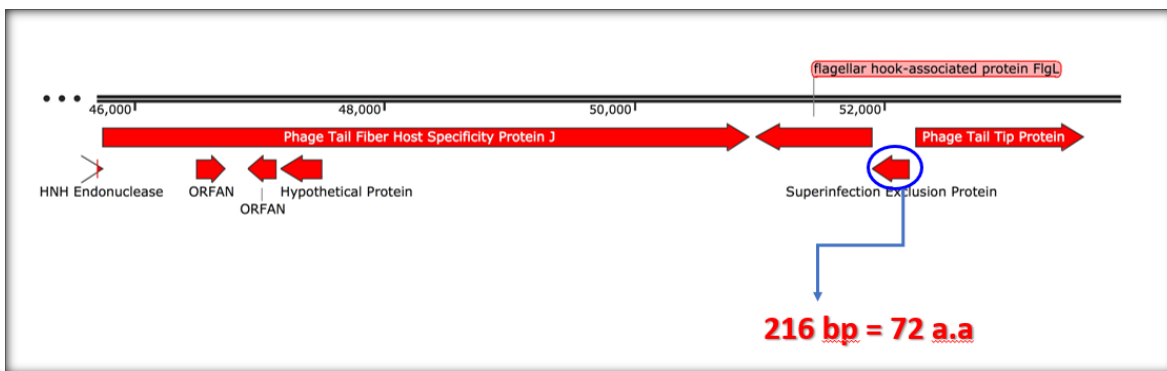 flagellar hook-associated protein FlgL
46,000 48,000 50,000 52,000
Phage Tail Fiber Host Specificity Protein J
Phage Tail Tip Protein
HNH Endonuclease
ORFAN
Hypothetical Protein
Superinfection Exclusion Protein
ORFAN
216 bp = 72 a.a